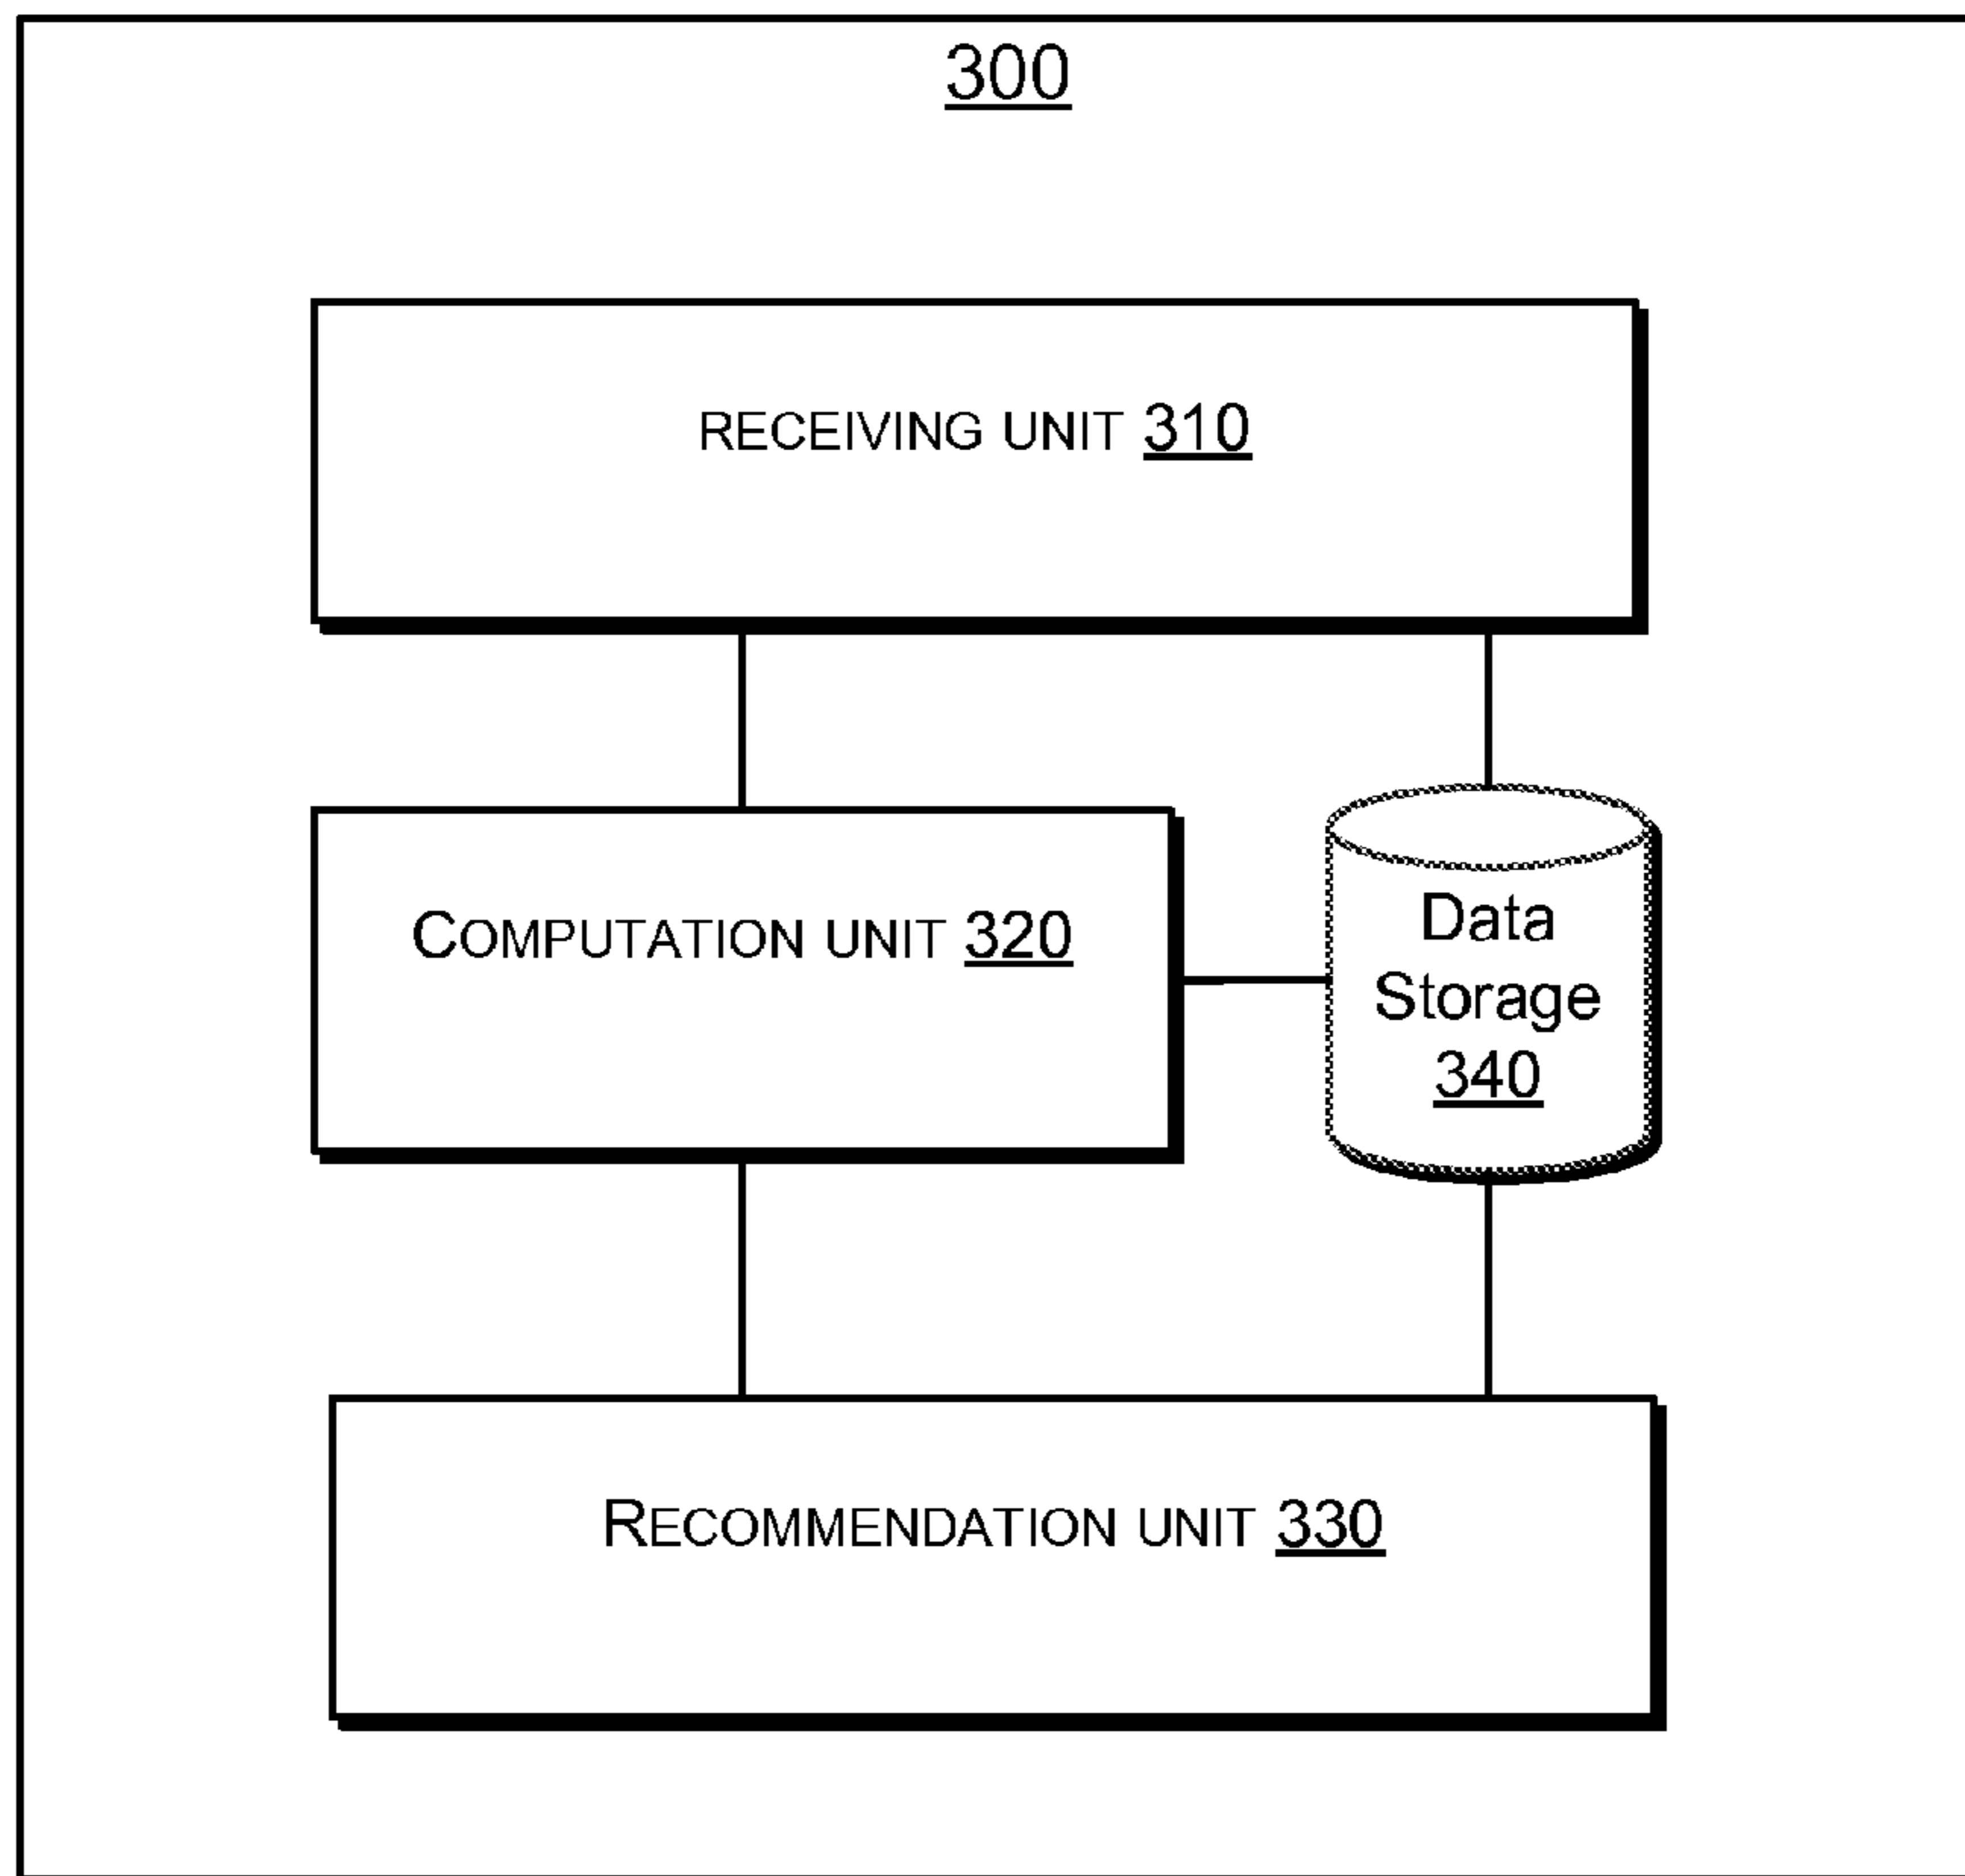 300
RECEIVING UNIT 310
COMPUTATION UNIT 320
Data
Storage
340
RECOMMENDATION UNIT 330